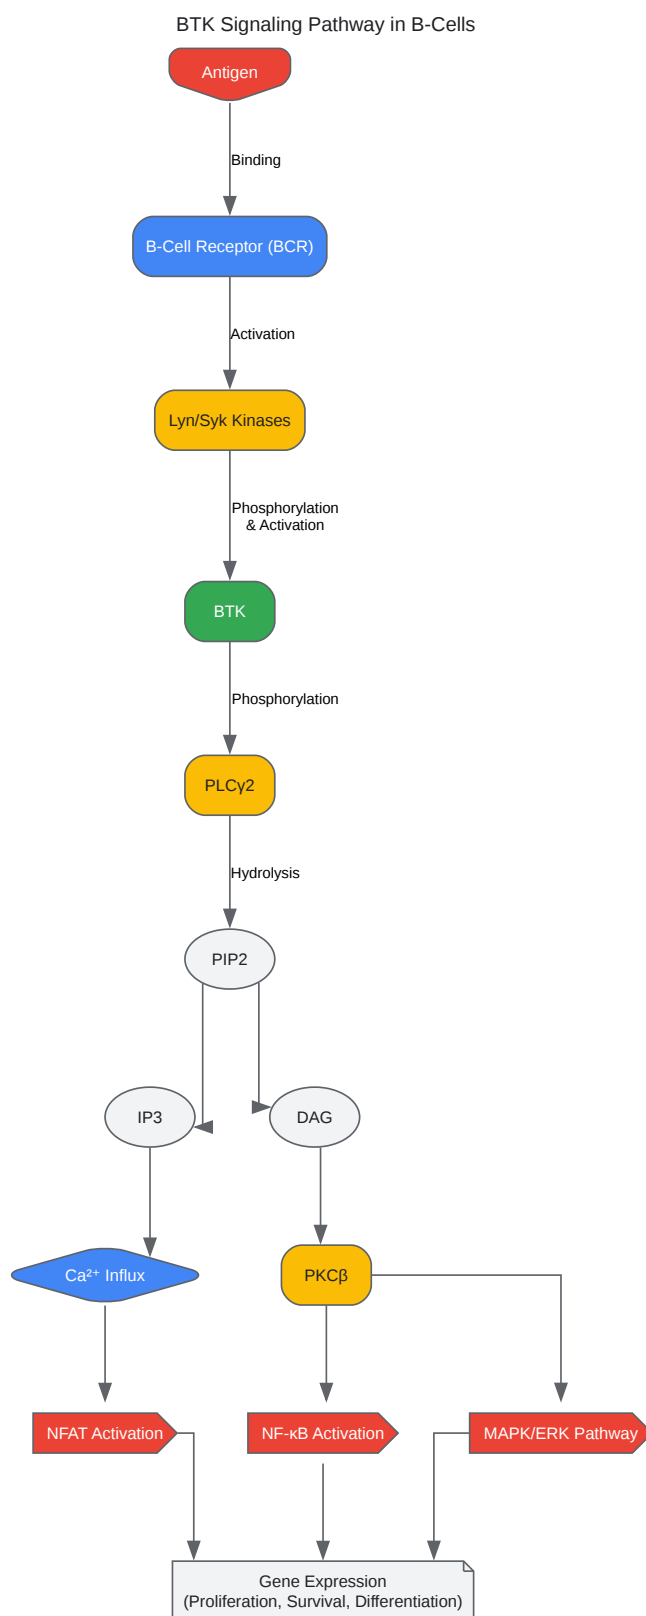 BTK Signaling Pathway in B-Cells
Antigen
Binding
B-Cell Receptor (BCR)
Activation
Lyn/Syk Kinases
Phosphorylation
& Activation
BTK
Phosphorylation
PLCγ2
Hydrolysis
PIP2
IP3
DAG
Ca²⁺ Influx
PKCβ
NFAT Activation
NF-κB Activation
MAPK/ERK Pathway
Gene Expression
(Proliferation, Survival, Differentiation)